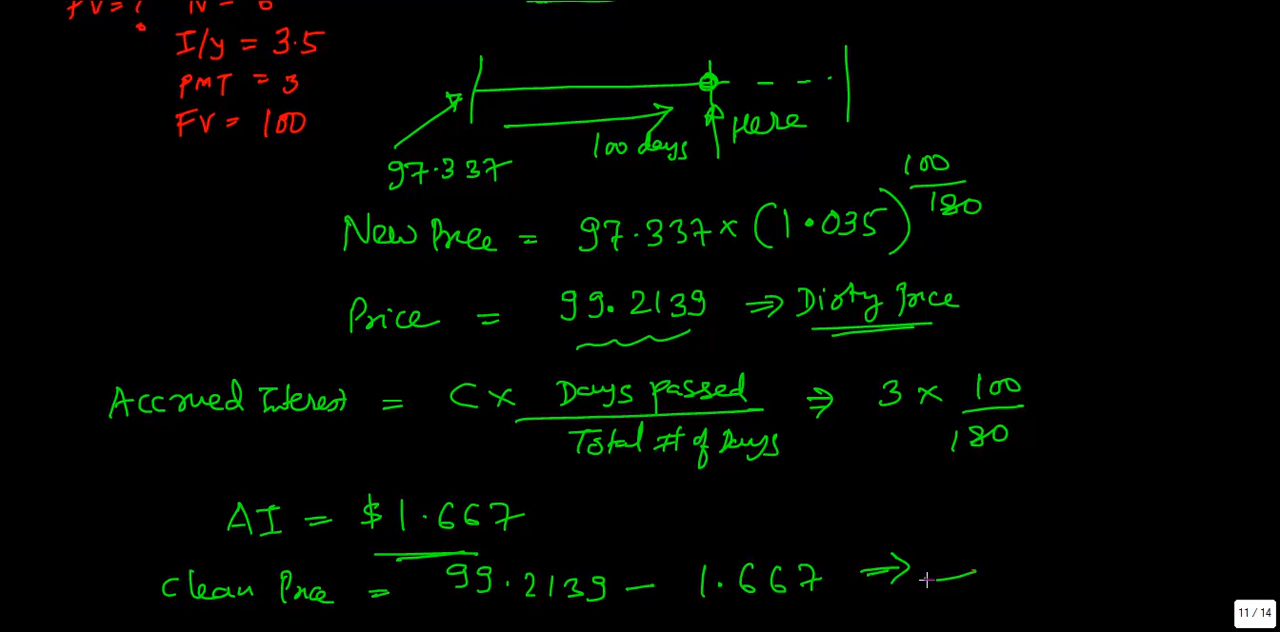 PV = ? N = 6
I/y = 3.5
PMT = 3
FV = 100
100 days
Here
97.337
New Price = 97.337 x (1.035)^100/180
Price = 99.2139 ⇒ Dirty Price
Accrued Interest = C x Days passed / Total # of Days ⇒ 3 x 100/180
AI = $1.667
Clean Price = 99.2139 - 1.667 ⇒
11 / 14